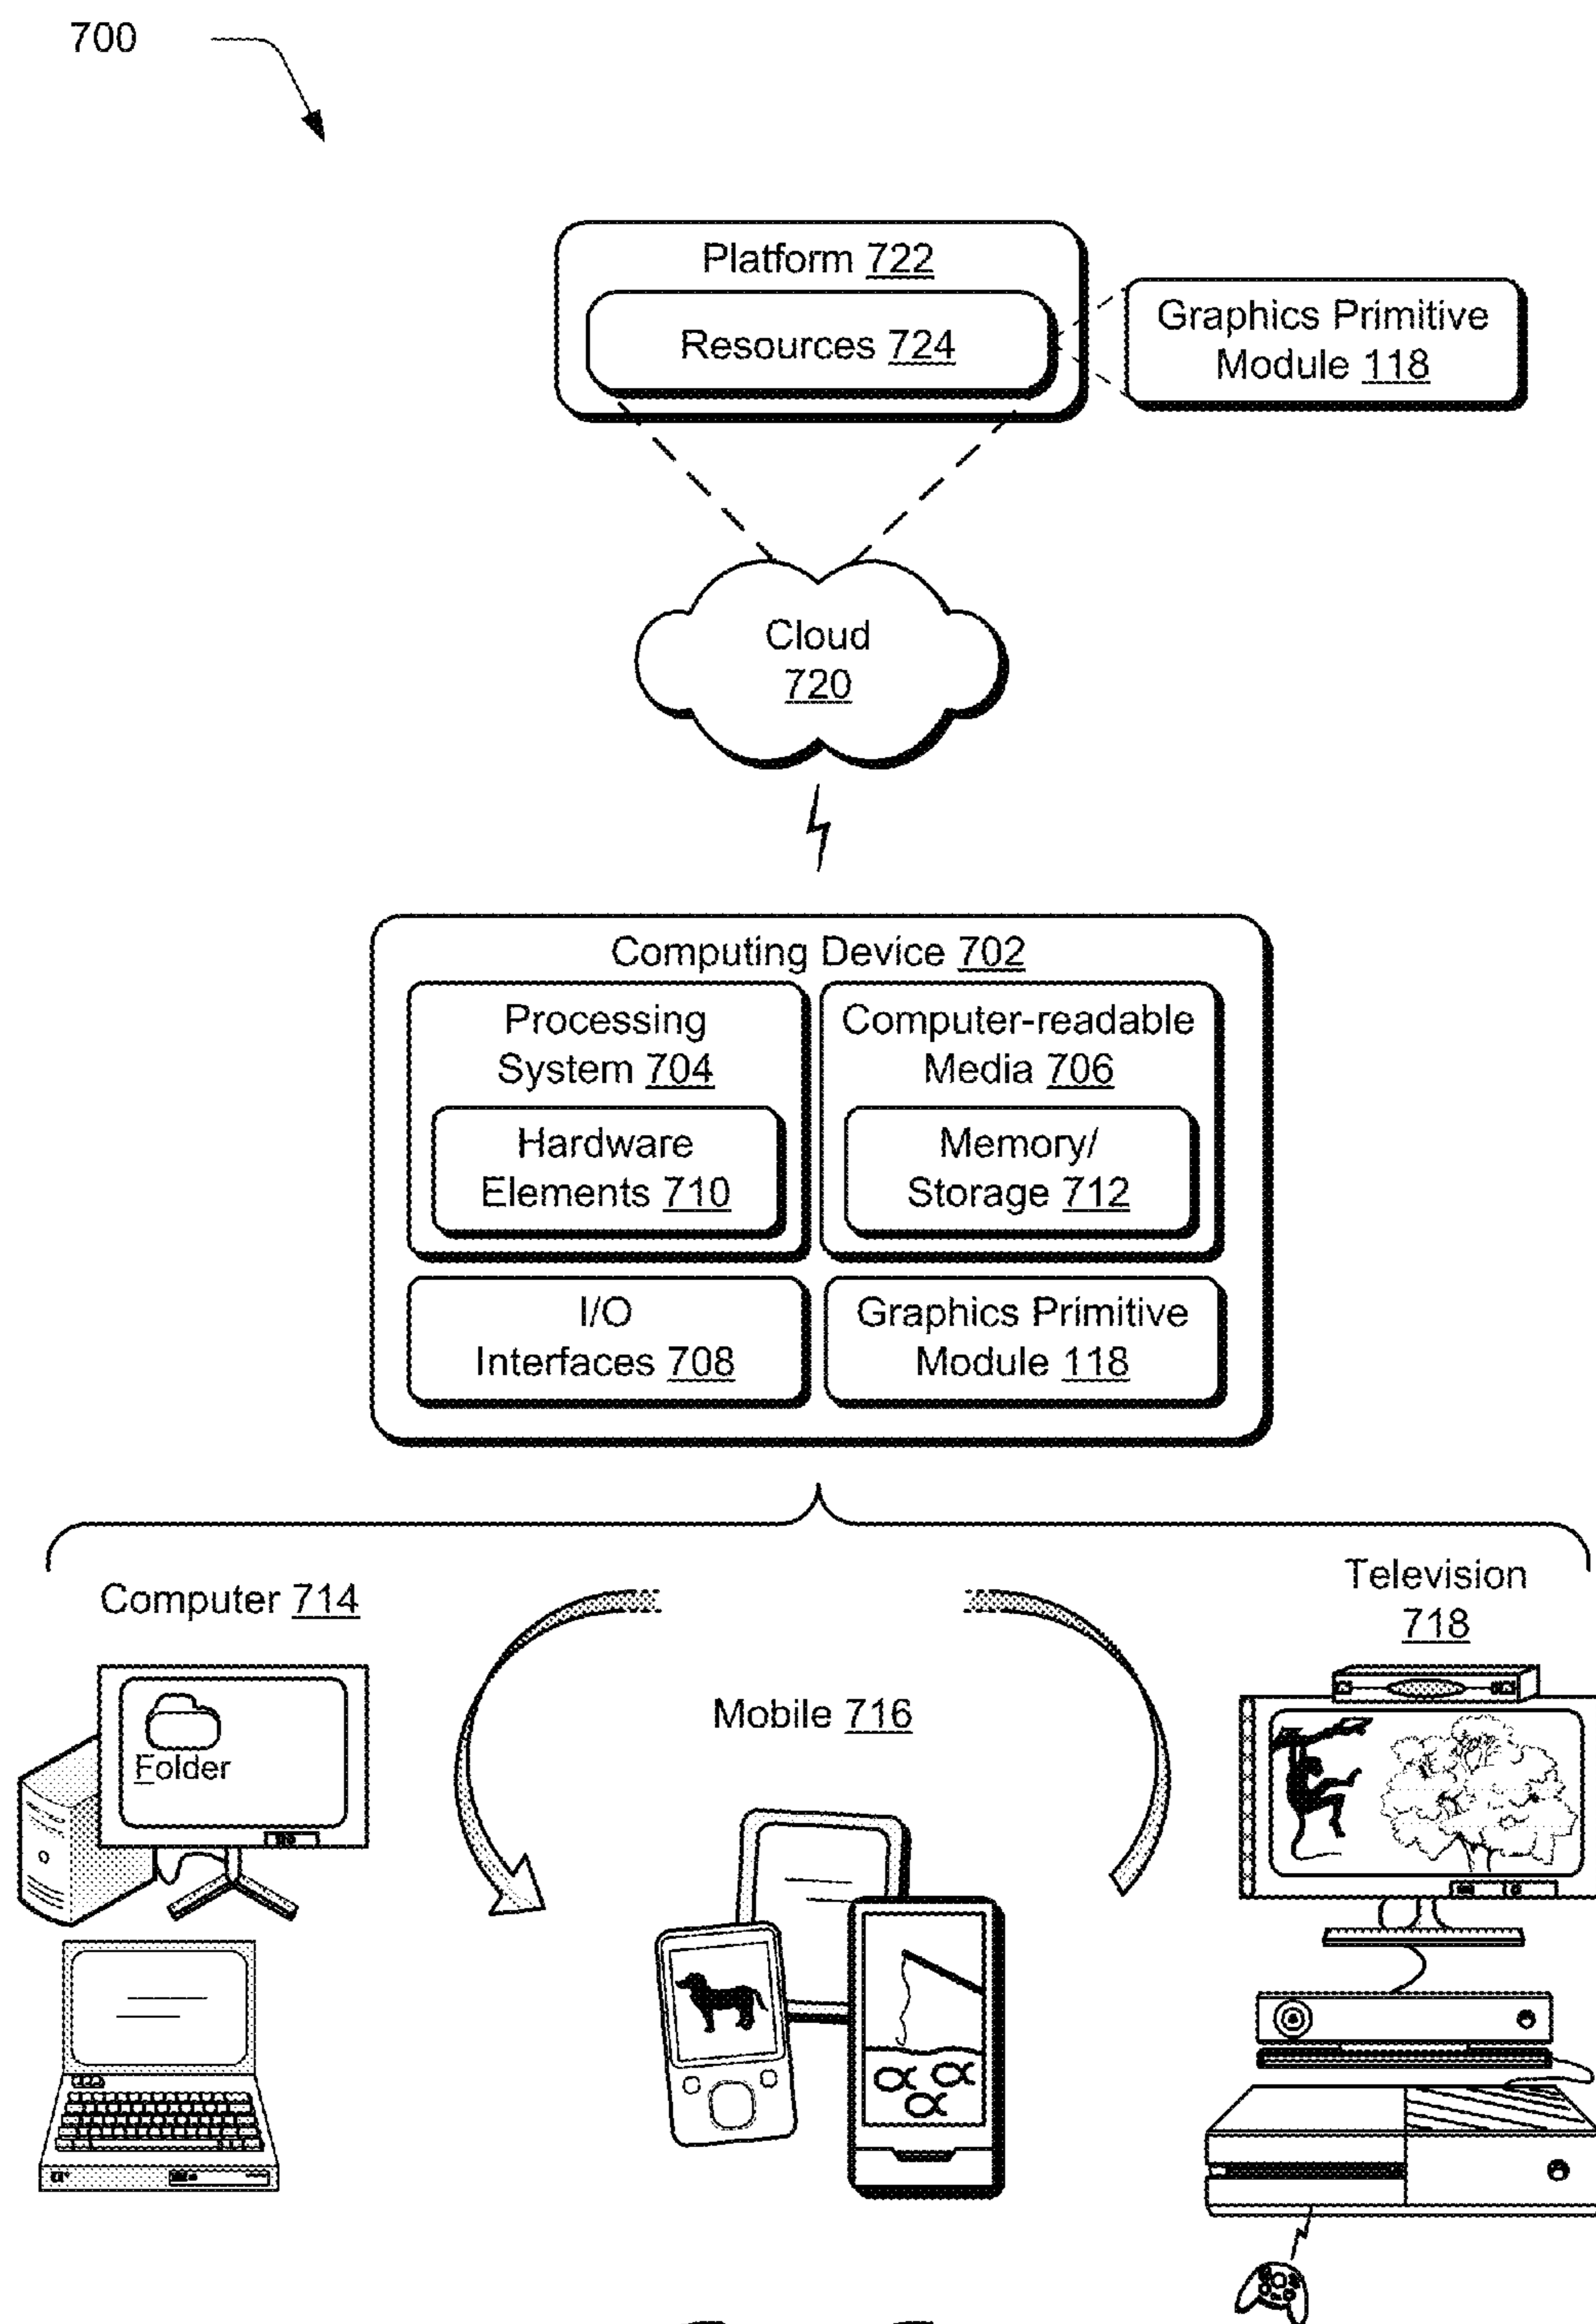 700
Platform 722
Resources 724
Graphics Primitive
Module 118
Cloud
720
Computing Device 702
Processing
System 704
Hardware
Elements 710
Computer-readable
Media 706
Memory/
Storage 712
I/O
Interfaces 708
Graphics Primitive
Module 118
Computer 714
Folder
Mobile 716
Television
718